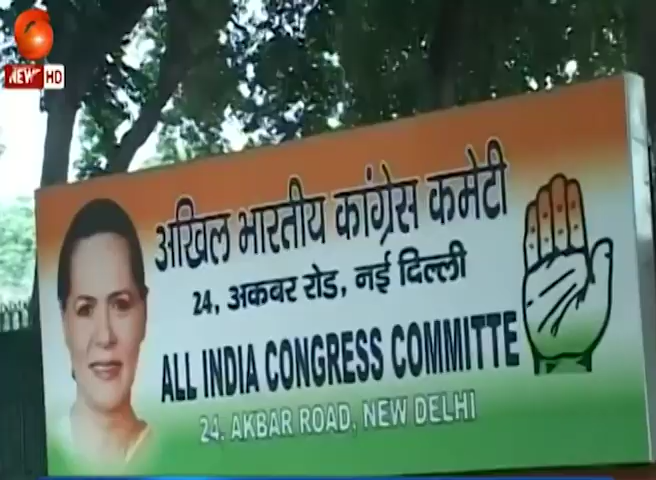 NEWS HD
अखिल भारतीय कांग्रेस कमेटी
24, अकबर रोड, नई दिल्ली
ALL INDIA CONGRESS COMMITTE
24. AKBAR ROAD, NEW DELHI